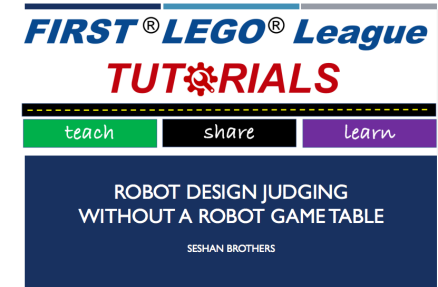 FIRST® LEGO® League
TUTORIALS
teach share learn
ROBOT DESIGN JUDGING
WITHOUT A ROBOT GAME TABLE
SESHAN BROTHERS